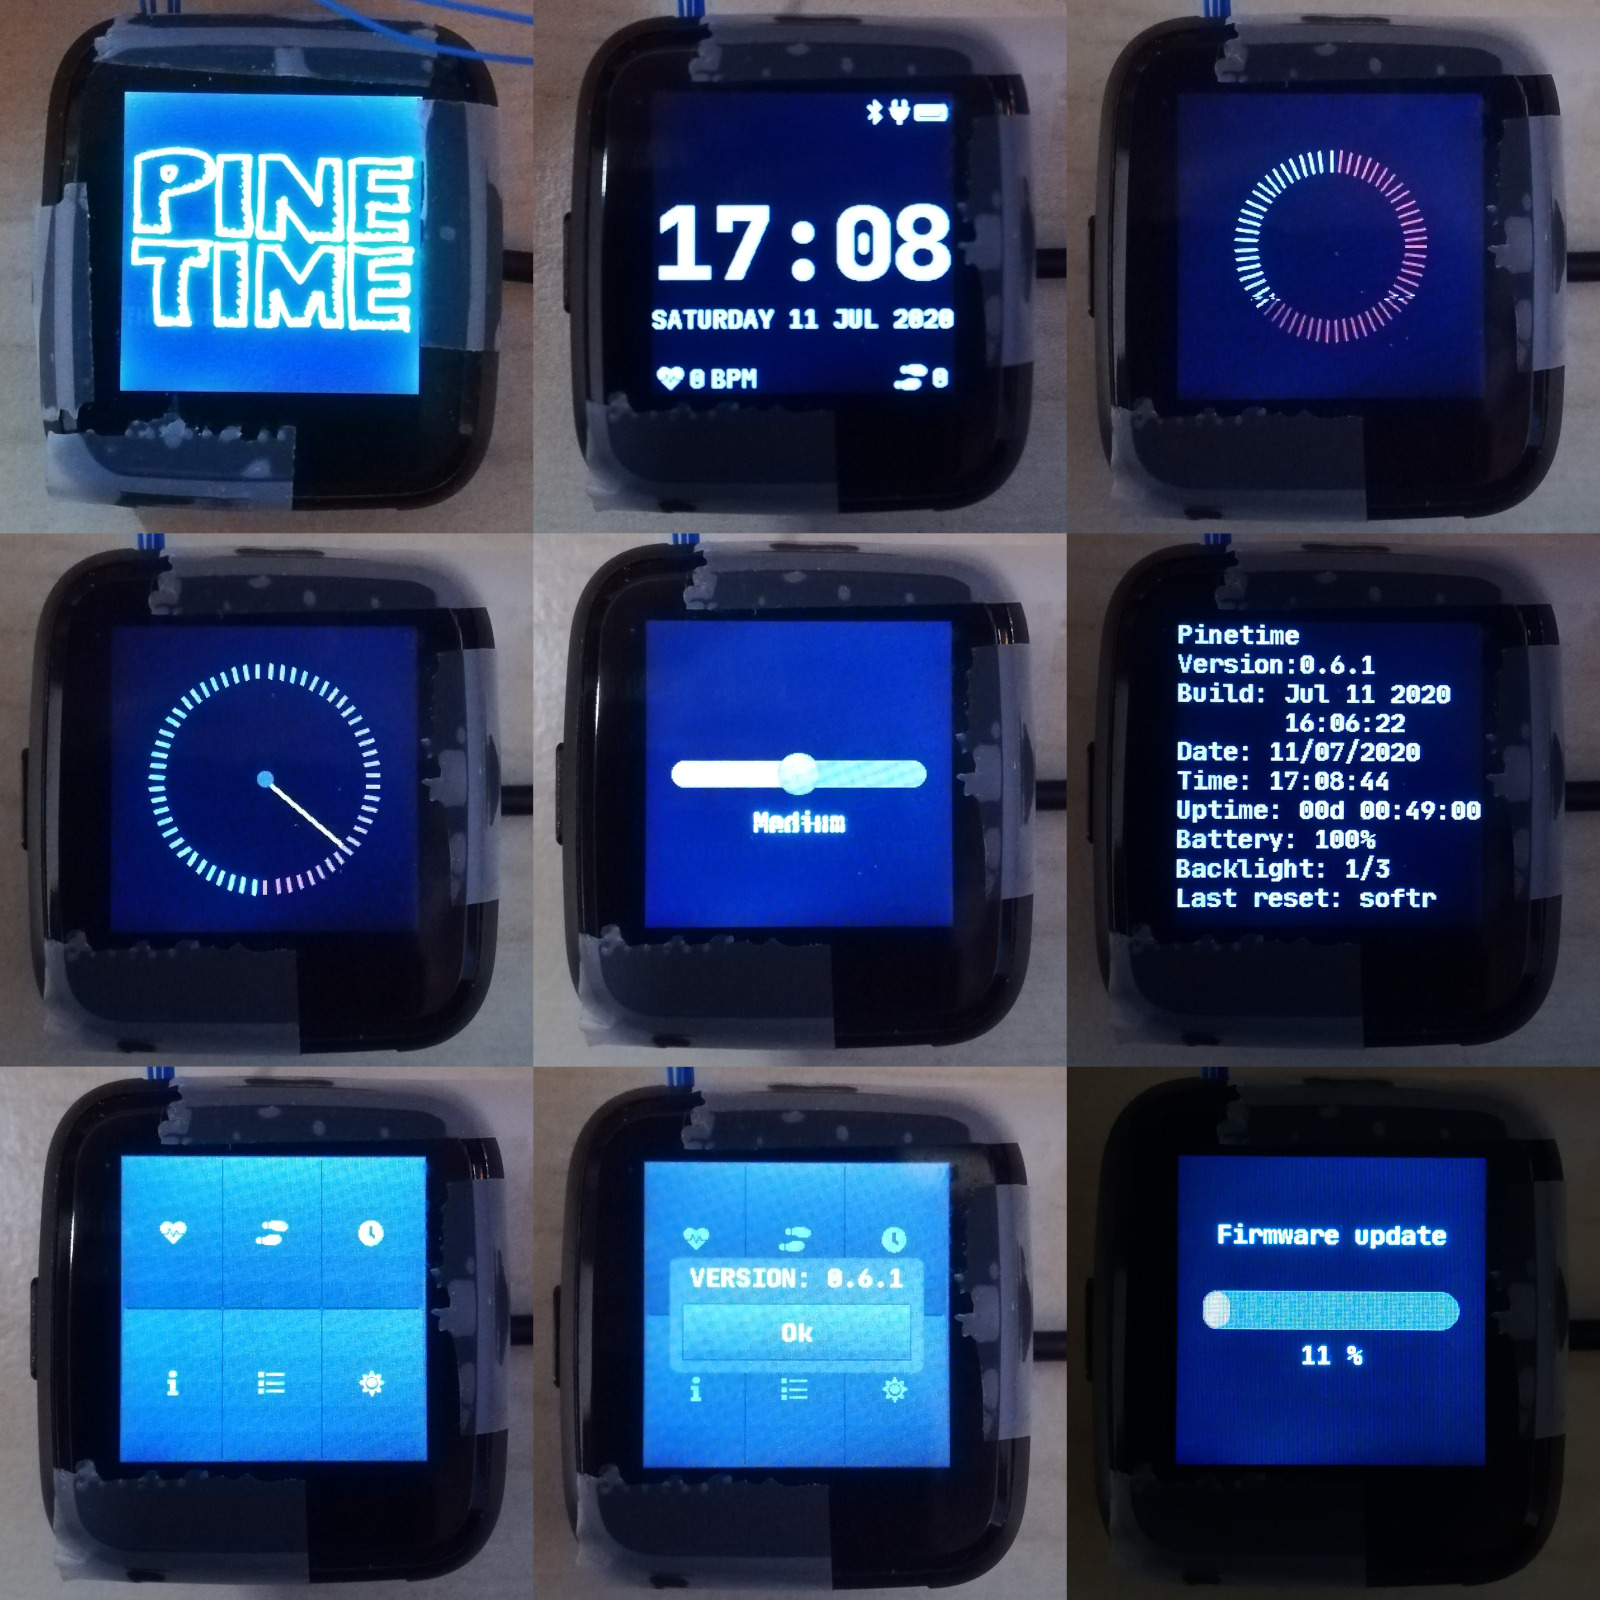 PINE
TIME
17:08
SATURDAY 11 JUL 2020
0 BPM
0
Medium
Pinetime
Version:0.6.1
Build: Jul 11 2020
16:06:22
Date: 11/07/2020
Time: 17:08:44
Uptime: 00d 00:49:00
Battery: 100%
Backlight: 1/3
Last reset: softr
i
VERSION: 0.6.1
Ok
i
Firmware update
11 %